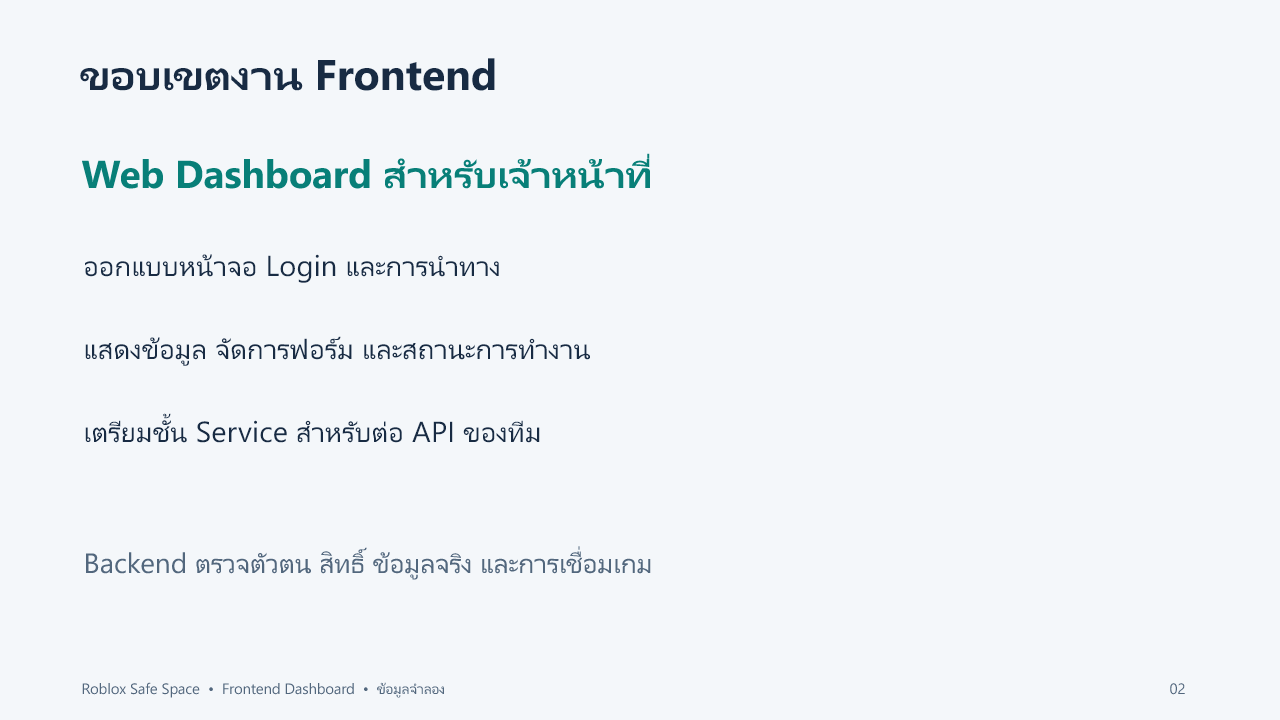 ขอบเขตงาน Frontend
Web Dashboard สำหรับเจ้าหน้าที่
ออกแบบหน้าจอ Login และการนำทาง
แสดงข้อมูล จัดการฟอร์ม และสถานะการทำงาน
เตรียมชั้น Service สำหรับต่อ API ของทีม
Backend ตรวจตัวตน สิทธิ์ ข้อมูลจริง และการเชื่อมเกม
Roblox Safe Space • Frontend Dashboard • ข้อมูลจำลอง
02